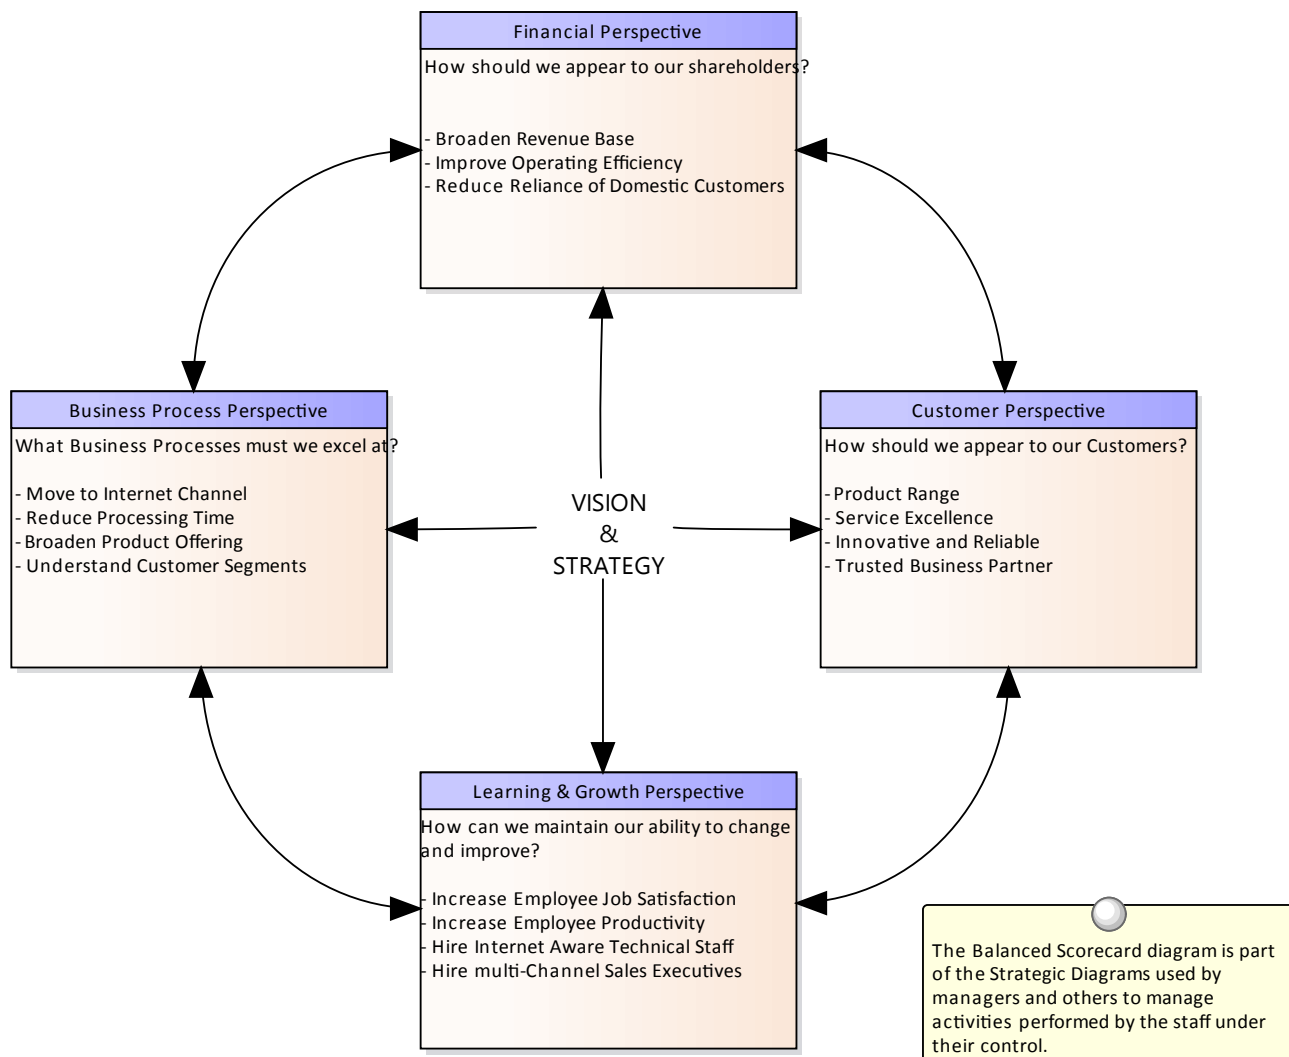 Financial Perspective
How should we appear to our shareholders?
- Broaden Revenue Base
- Improve Operating Efficiency
- Reduce Reliance of Domestic Customers
Business Process Perspective
What Business Processes must we excel at?
- Move to Internet Channel
- Reduce Processing Time
- Broaden Product Offering
- Understand Customer Segments
VISION
&
STRATEGY
Customer Perspective
How should we appear to our Customers?
- Product Range
- Service Excellence
- Innovative and Reliable
- Trusted Business Partner
Learning & Growth Perspective
How can we maintain our ability to change
and improve?
- Increase Employee Job Satisfaction
- Increase Employee Productivity
- Hire Internet Aware Technical Staff
- Hire multi-Channel Sales Executives
The Balanced Scorecard diagram is part
of the Strategic Diagrams used by
managers and others to manage
activities performed by the staff under
their control.